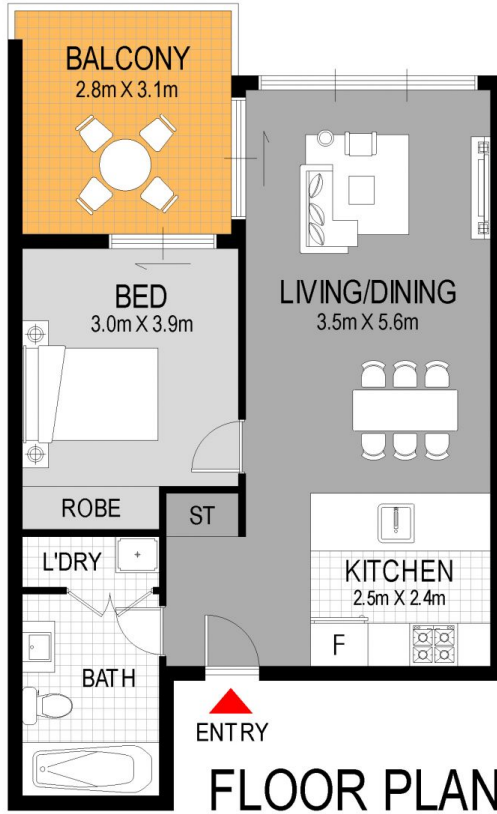 BALCONY
2.8m X 3.1m
BED
3.0m X 3.9m
LIVING/DINING
3.5m X 5.6m
ROBE
ST
L'DRY
KITCHEN
2.5m X 2.4m
F
BATH
ENTRY
FLOOR PLAN